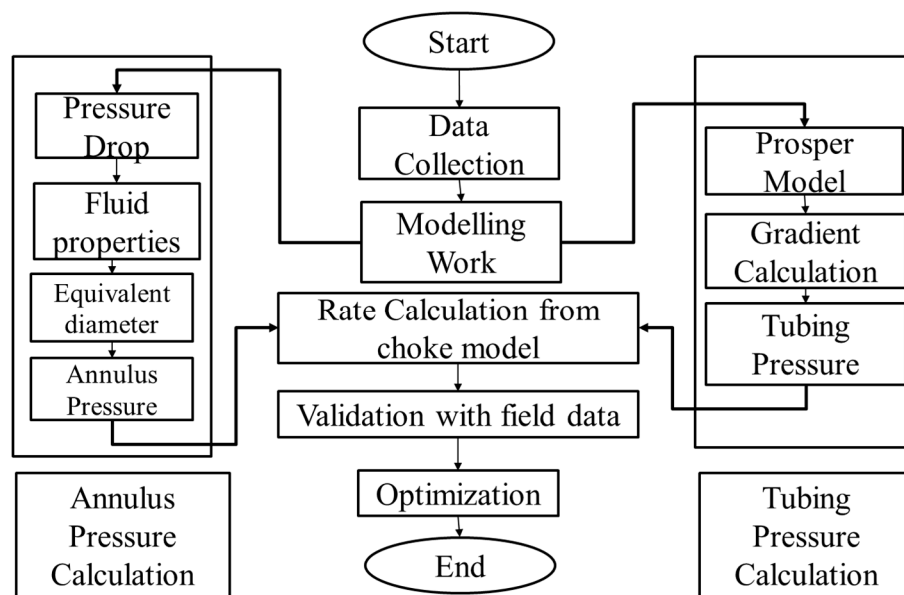 Start
Data
Collection
Modelling
Work
Pressure
Drop
Fluid
properties
Equivalent
diameter
Annulus
Pressure
Prosper
Model
Gradient
Calculation
Tubing
Pressure
Rate Calculation from
choke model
Validation with field data
Optimization
End
Annulus
Pressure
Calculation
Tubing
Pressure
Calculation